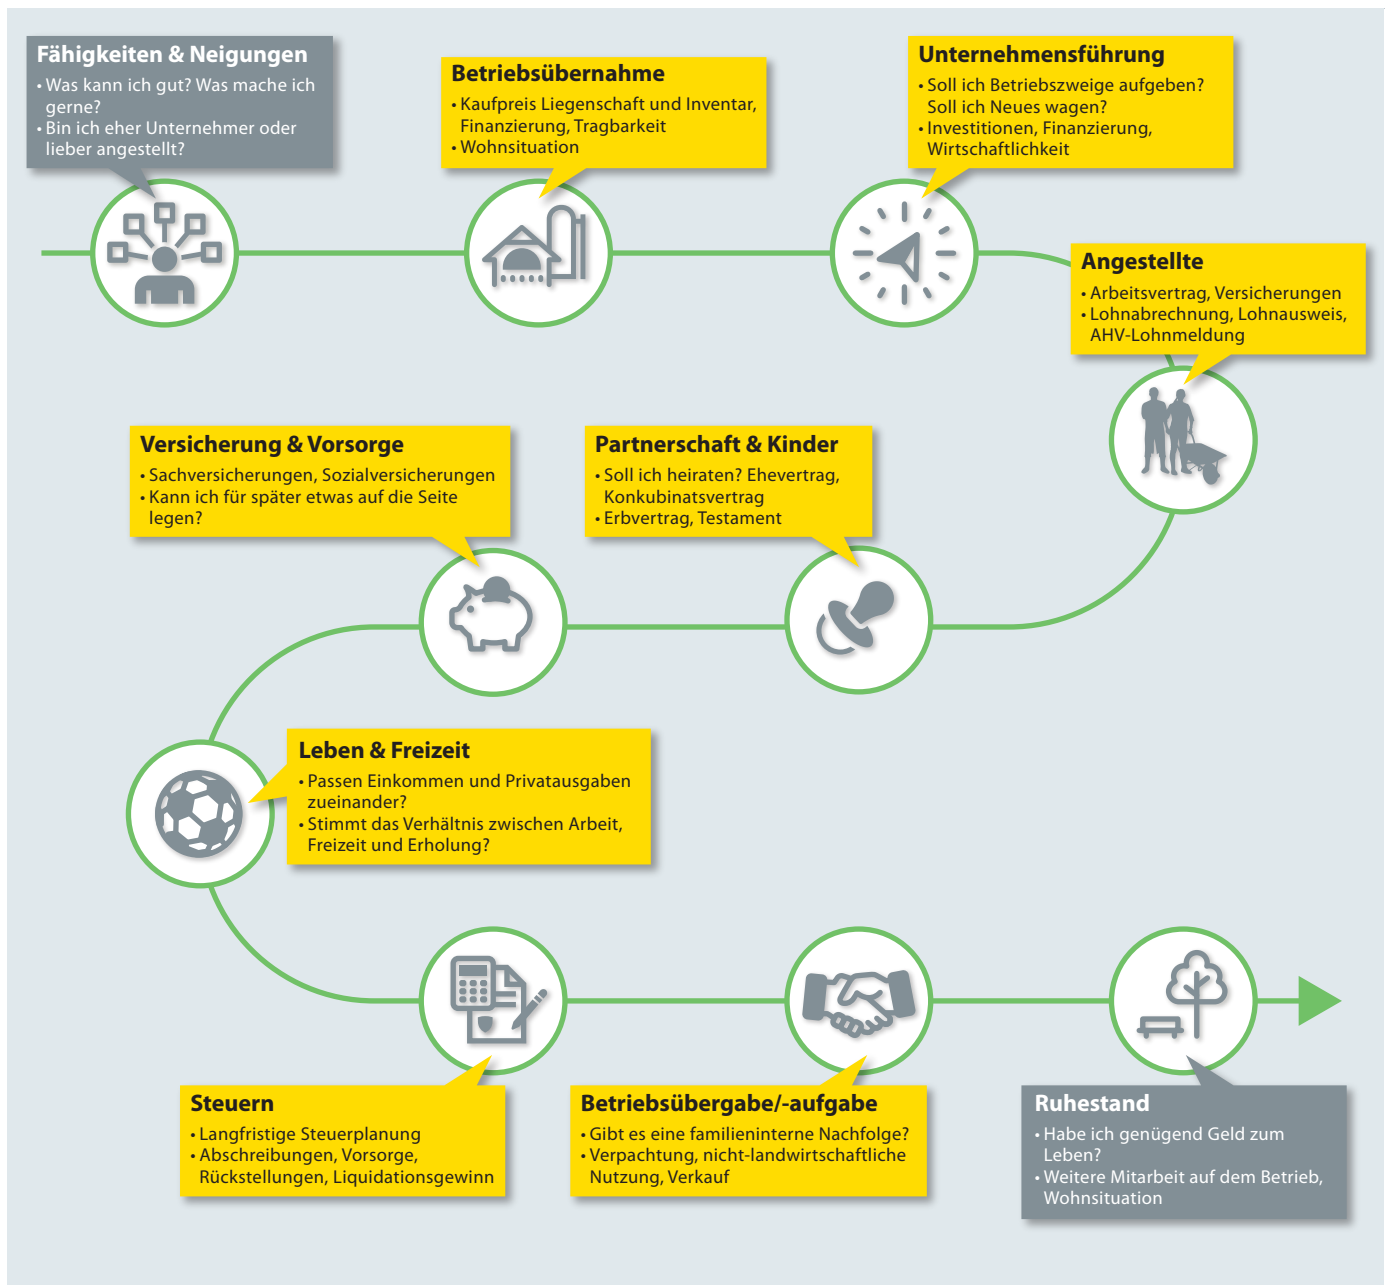 Fähigkeiten & Neigungen
• Was kann ich gut? Was mache ich
gerne?
• Bin ich eher Unternehmer oder
lieber angestellt?
Betriebsübernahme
• Kaufpreis Liegenschaft und Inventar,
Finanzierung, Tragbarkeit
• Wohnsituation
Unternehmensführung
• Soll ich Betriebszweige aufgeben?
Soll ich Neues wagen?
• Investitionen, Finanzierung,
Wirtschaftlichkeit
Angestellte
• Arbeitsvertrag, Versicherungen
• Lohnabrechnung, Lohnausweis,
AHV-Lohnmeldung
Partnerschaft & Kinder
• Soll ich heiraten? Ehevertrag,
Konkubinatsvertrag
• Erbvertrag, Testament
Versicherung & Vorsorge
• Sachversicherungen, Sozialversicherungen
• Kann ich für später etwas auf die Seite
legen?
Leben & Freizeit
• Passen Einkommen und Privatausgaben
zueinander?
• Stimmt das Verhältnis zwischen Arbeit,
Freizeit und Erholung?
Steuern
• Langfristige Steuerplanung
• Abschreibungen, Vorsorge,
Rückstellungen, Liquidationsgewinn
Betriebsübergabe/-aufgabe
• Gibt es eine familieninterne Nachfolge?
• Verpachtung, nicht-landwirtschaftliche
Nutzung, Verkauf
Ruhestand
• Habe ich genügend Geld zum
Leben?
• Weitere Mitarbeit auf dem Betrieb,
Wohnsituation